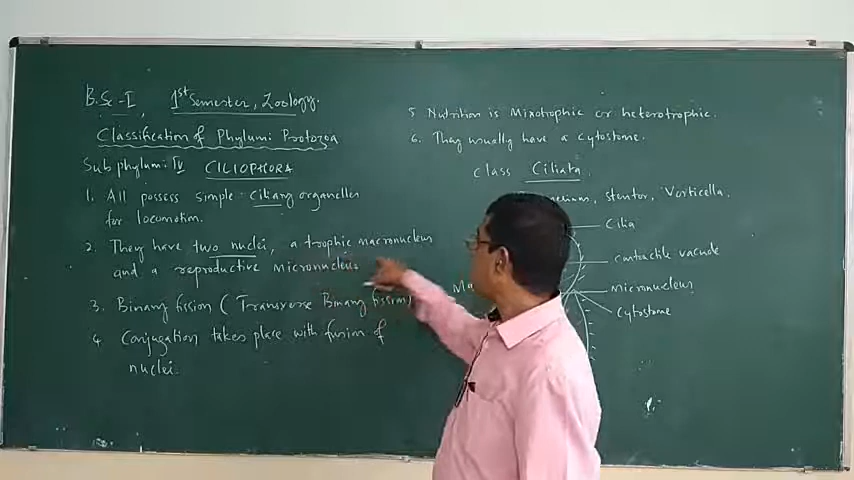 B.Sc-I, 1st Semester, Zoology.
Classification of Phylum: Protozoa
Sub phylum: IV CILIOPHORA
1. All possess simple ciliary organelles
for locomotion.
2. They have two nuclei, a trophic macronucleus
and a reproductive micronucleus.
3. Binary fission (Transverse Binary fission)
4. Conjugation takes place with fusion of
nuclei.
5 Nutrition is Mixotrophic or heterotrophic.
6. They usually have a cytostome.
class Ciliata.
stentor, Vorticella.
Cilia
contractile vacuole
micronucleus
Cytostome